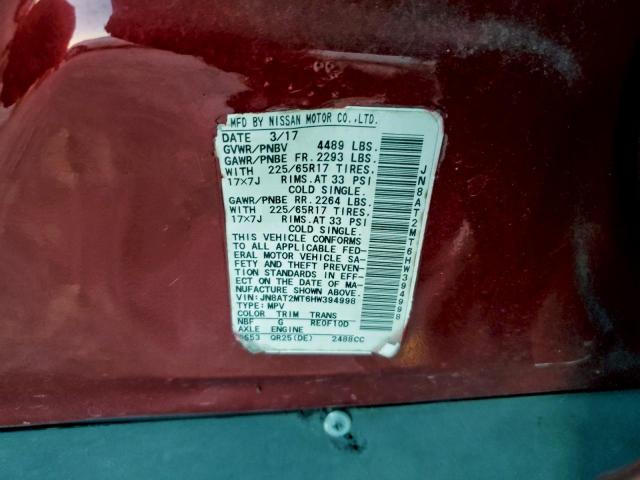 MFD BY NISSAN MOTOR CO.,LTD.
DATE 3/17
GVWR/PNBV 4489 LBS.
GAWR/PNBE FR. 2293 LBS.
WITH 225/65R17 TIRES.
17×7J RIMS.AT 33 PSI
COLD SINGLE.
GAWR/PNBE RR. 2264 LBS.
WITH 225/65R17 TIRES.
17×7J RIMS.AT 33 PSI
COLD SINGLE.
THIS VEHICLE CONFORMS
TO ALL APPLICABLE FED-
ERAL MOTOR VEHICLE SA-
FETY AND THEFT PREVEN-
TION STANDARDS IN EFF-
ECT ON THE DATE OF MA-
NUFACTURE SHOWN ABOVE.
VIN: JN8AT2MT6HW394998
TYPE: MPV
COLOR TRIM TRANS
NBF G RE0F10D
AXLE ENGINE
QR25(DE) 2488CC
JN8AT2MT6HW394998